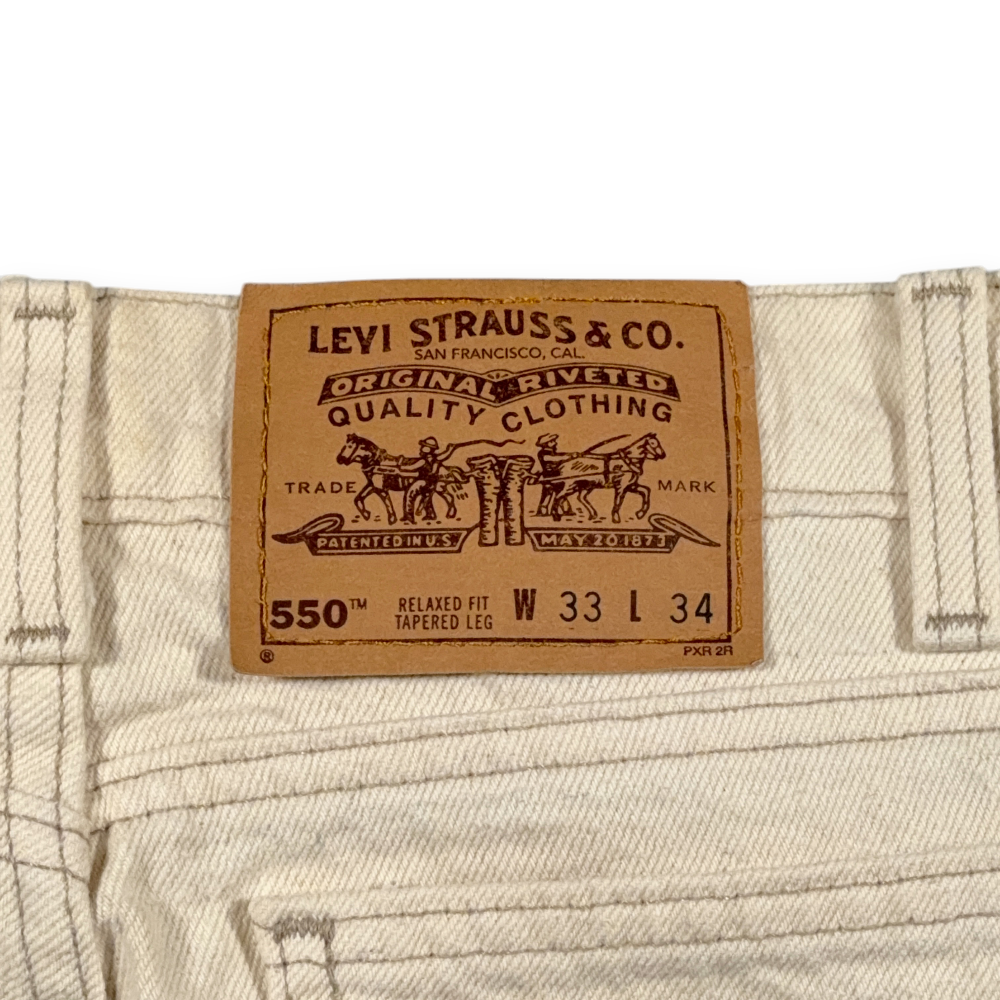 LEVI STRAUSS & CO.
SAN FRANCISCO, CAL.
ORIGINAL RIVETED
QUALITY CLOTHING
TRADE MARK
PATENTED IN U.S. MAY 20 1873
550™ RELAXED FIT W 33 L 34
TAPERED LEG
® PXR 2R